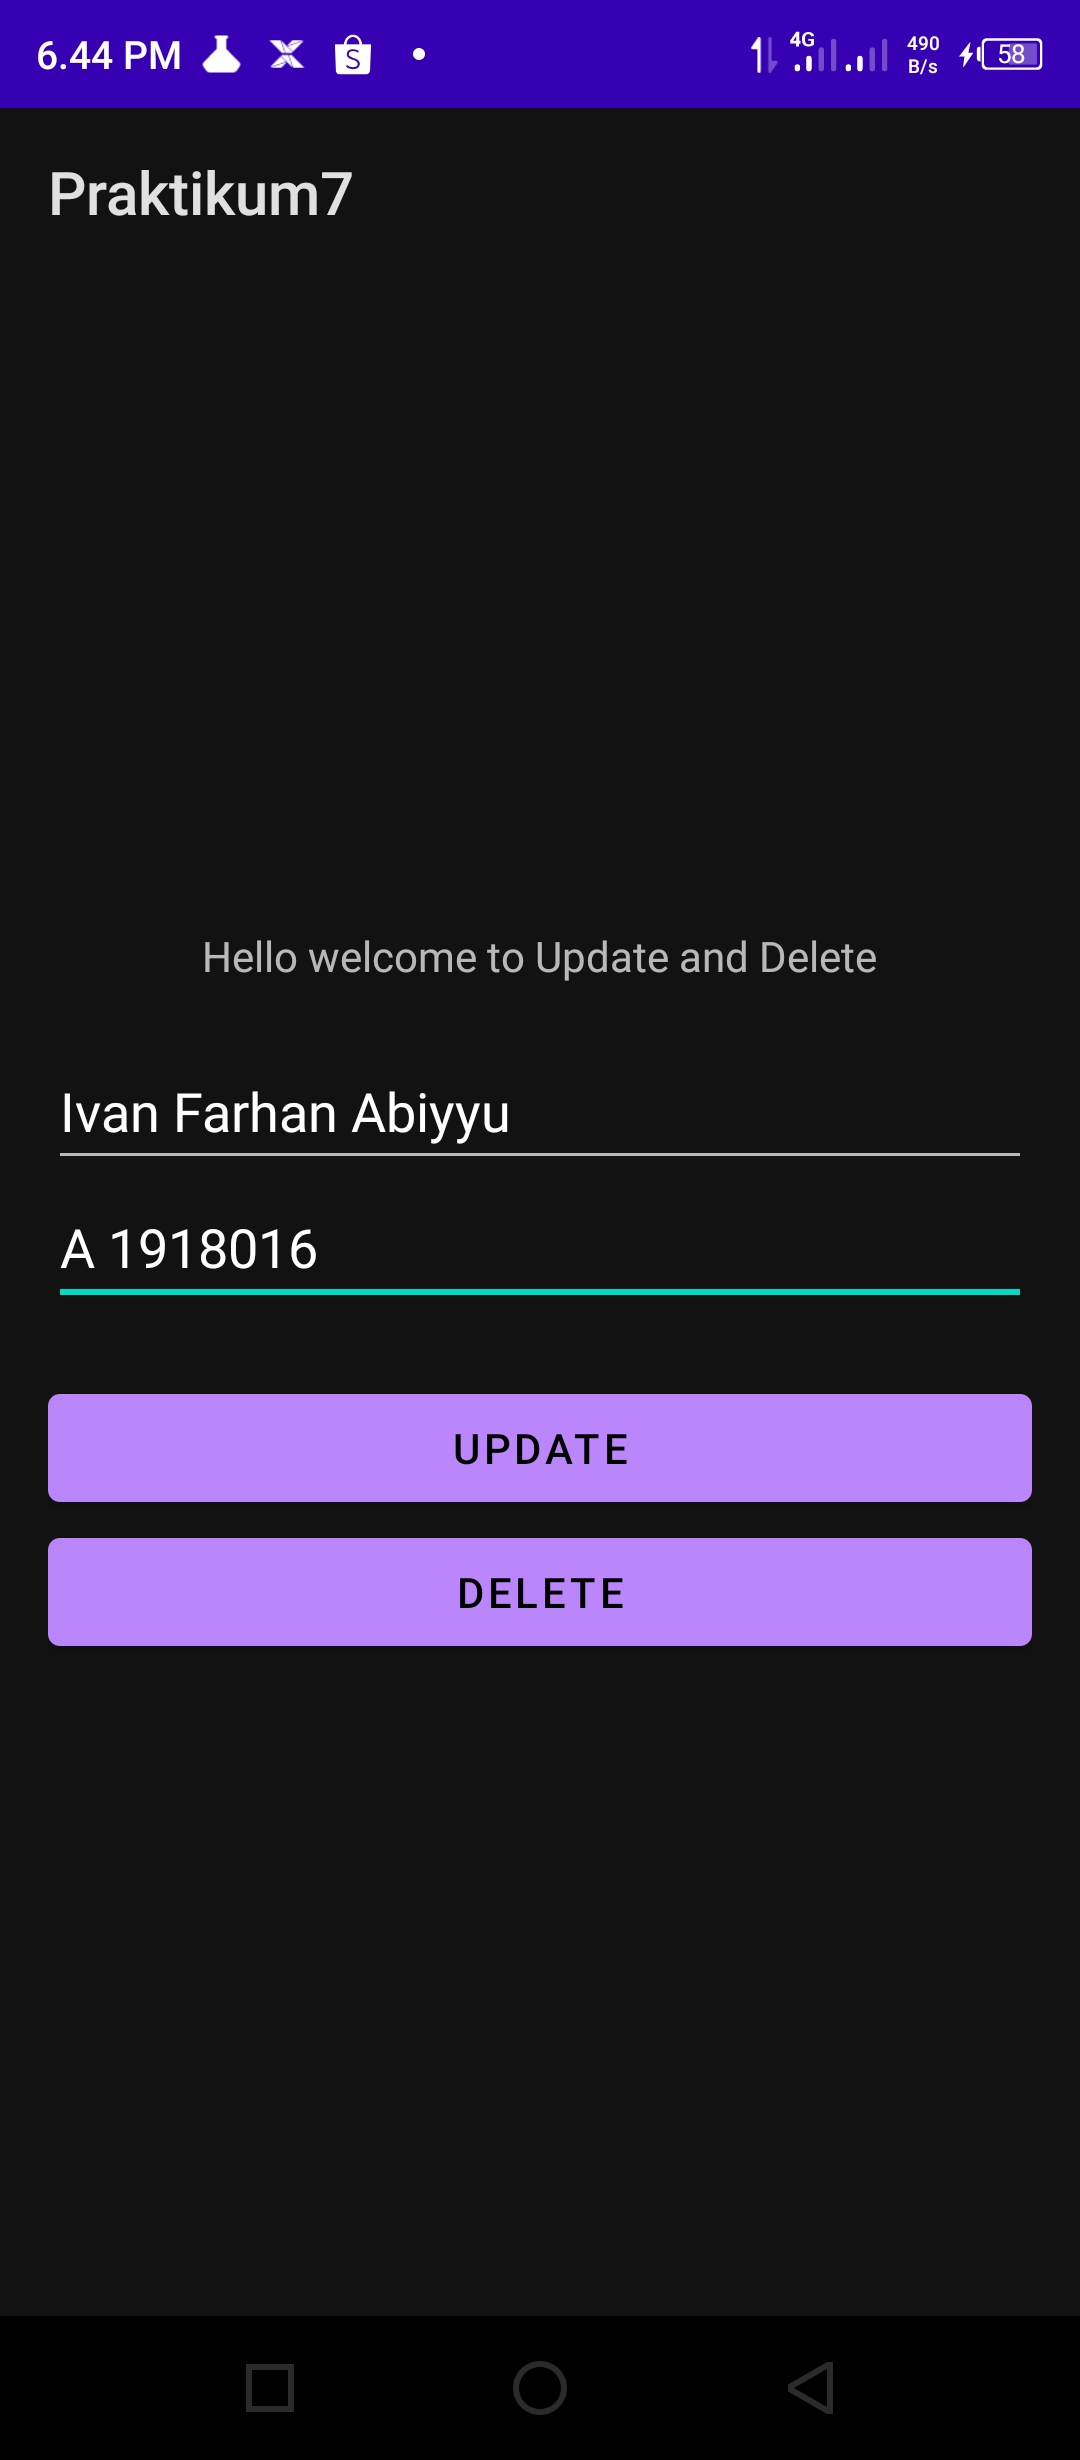 6.44 PM 4G 490 B/s 58
Praktikum7
Hello welcome to Update and Delete
Ivan Farhan Abiyyu
A 1918016
UPDATE
DELETE